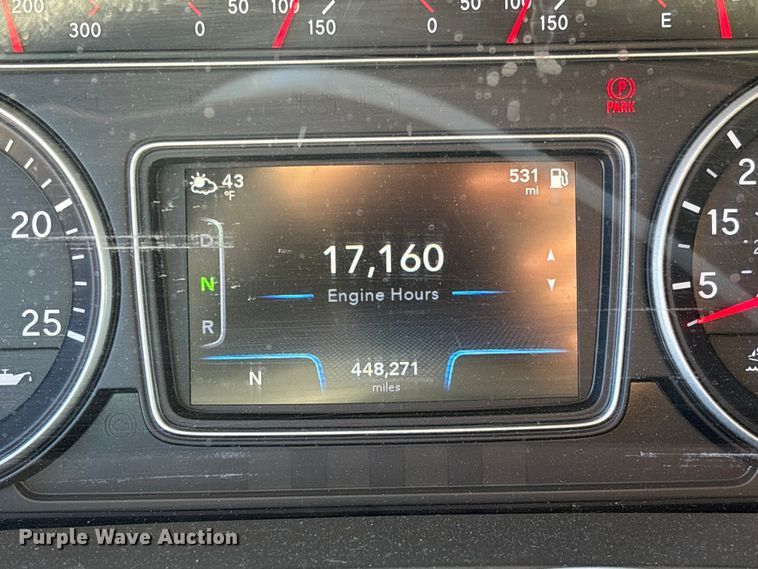 200 0 50 100 0 50 100
300 150 150 E
P
PARK
43
°F
531
mi
D
17,160
N
Engine Hours
R
N
448,271
miles
20
25
15
5
Purple Wave Auction